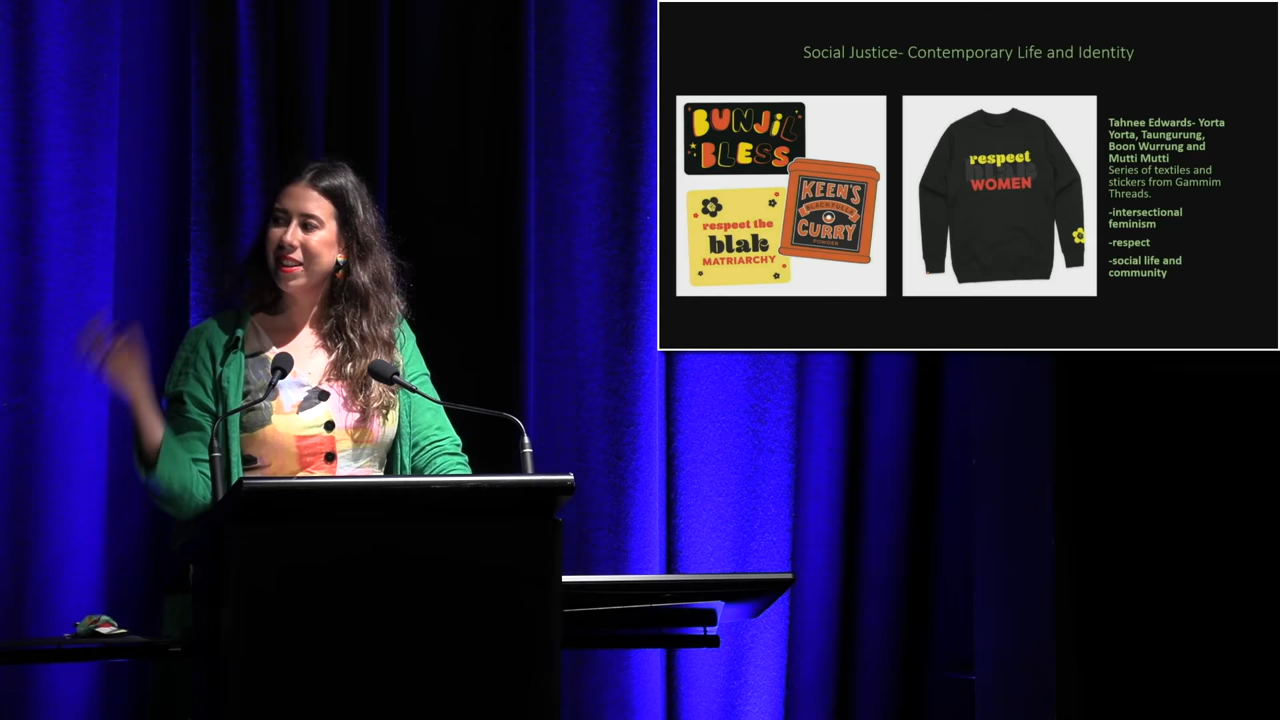 Social Justice- Contemporary Life and Identity
BUNJIL
BLESS
KEEN'S
BLACKFULLA
CURRY
POWDER
respect the
blak
MATRIARCHY
respect
WOMEN
Tahnee Edwards- Yorta
Yorta, Taungurung,
Boon Wurrung and
Mutti Mutti
Series of textiles and
stickers from Gammim
Threads.
-intersectional
feminism
-respect
-social life and
community